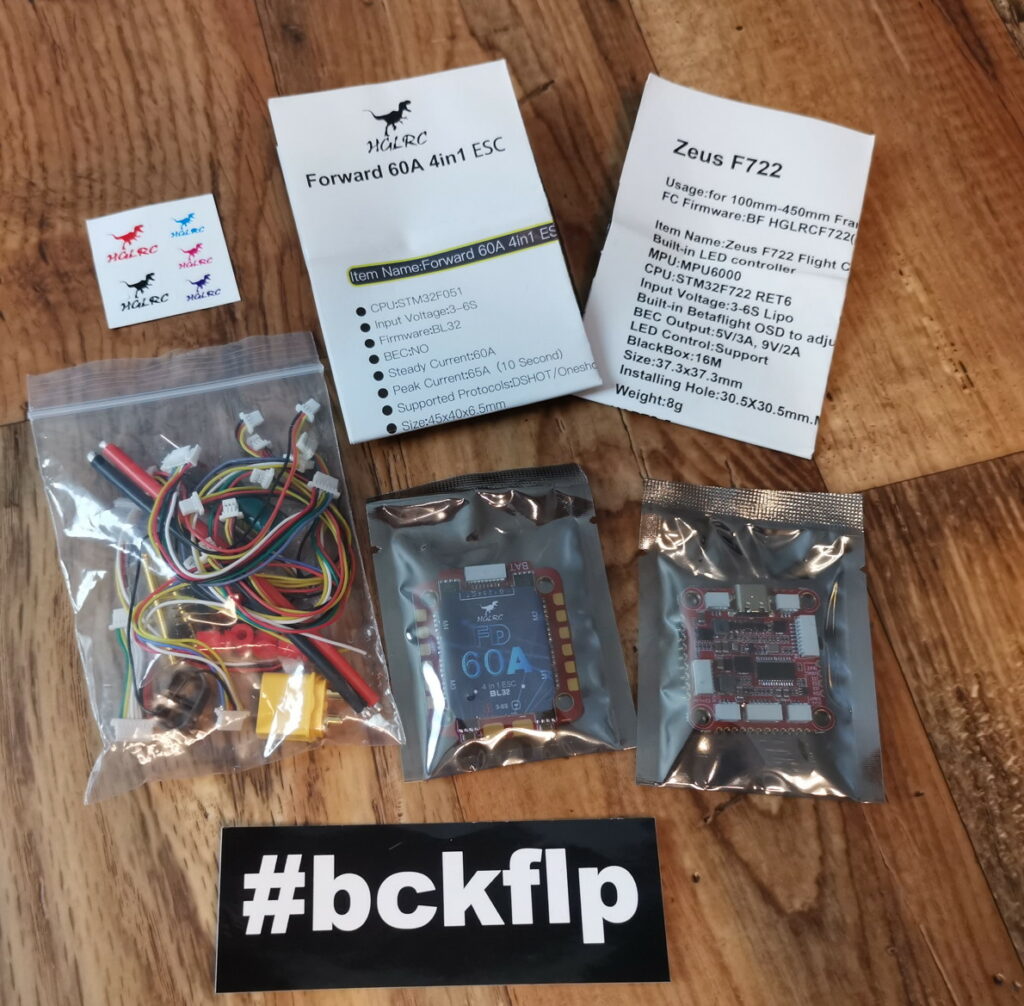 HGLRC
Forward 60A 4in1 ESC
Item Name:Forward 60A 4in1 ES
CPU:STM32F051
Input Voltage:3-6S
Firmware:BL32
BEC:NO
Steady Current:60A
Peak Current:65A (10 Second)
Supported Protocols:DSHOT/Onesho
Size:45x40x6.5mm
Zeus F722
Usage:for 100mm-450mm Fra
FC Firmware:BF HGLRCF722(
Item Name:Zeus F722 Flight C
Built-in LED controller
MPU:MPU6000
CPU:STM32F722 RET6
Input Voltage:3-6S Lipo
Built-in Betaflight OSD to adju
BEC Output:5V/3A, 9V/2A
LED Control:Support
BlackBox:16M
Size:37.3x37.3mm
Installing Hole:30.5X30.5mm.
Weight:8g
HGLRC
HGLRC
HGLRC
HGLRC
HGLRC
BAT
HGLRC
FD
60A
4 in 1 ESC
BL32
3-6S
#bckflp